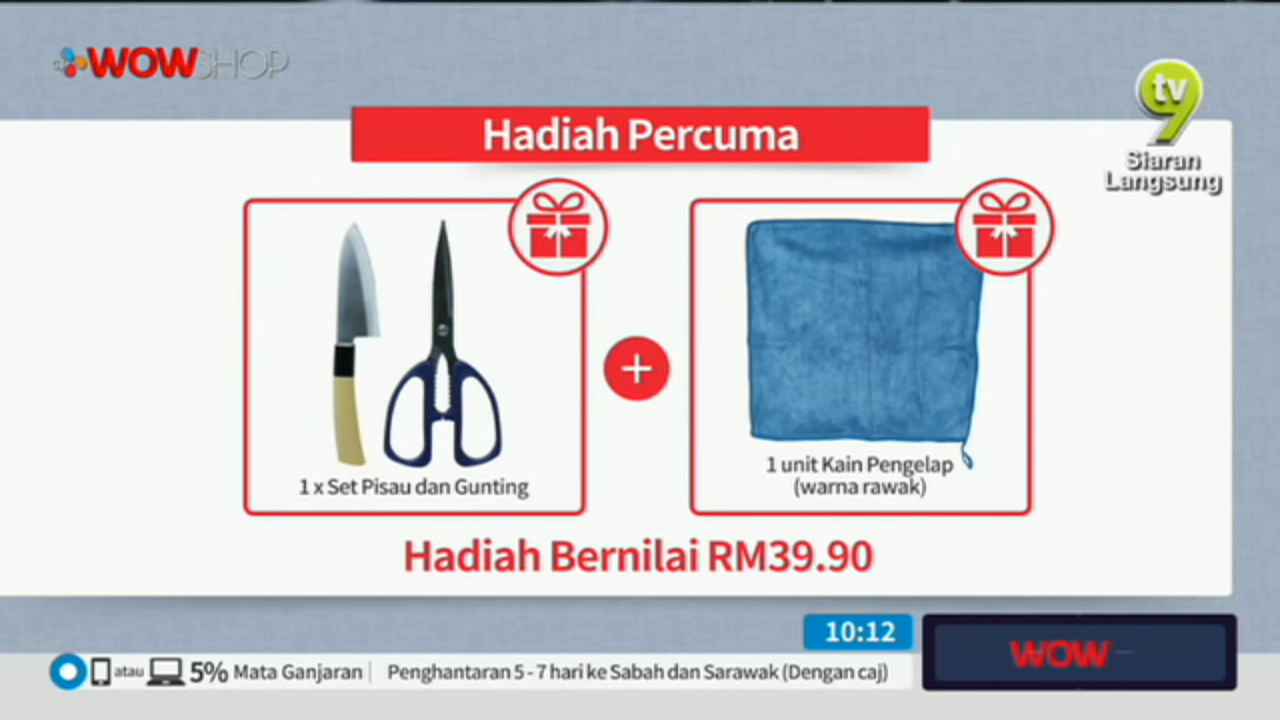 WOWSHOP
tv9
Siaran
Langsung
Hadiah Percuma
1 x Set Pisau dan Gunting
+
1 unit Kain Pengelap
(warna rawak)
Hadiah Bernilai RM39.90
10:12
atau 5% Mata Ganjaran | Penghantaran 5 - 7 hari ke Sabah dan Sarawak (Dengan caj)
WOW